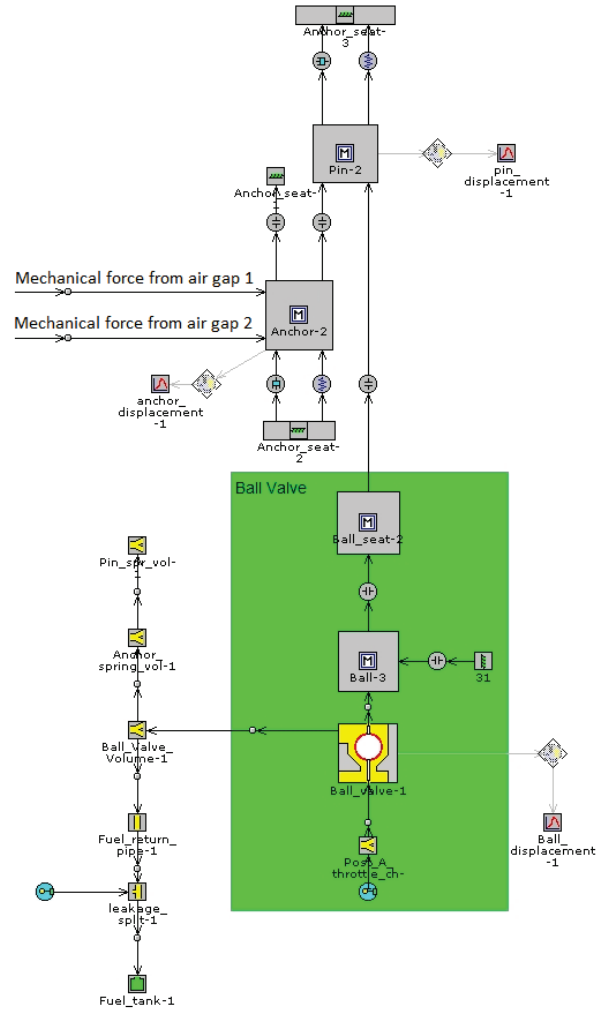 Anchor_seat-
3
M
Pin-2
pin_
displacement
-1
Anchor_seat-
Mechanical force from air gap 1
Mechanical force from air gap 2
M
Anchor-2
anchor_
displacement
-1
Anchor_seat-
2
Ball Valve
M
Ball_seat-2
Pin_spr_vol-
Anchor_
spring_vol-1
M
Ball-3
31
Ball_Valve_
Volume-1
Ball_valve-1
Ball_
displacement
-1
Fuel_return_
pipe-1
Post_A_
throttle_ch-
leakage_
split-1
Fuel_tank-1